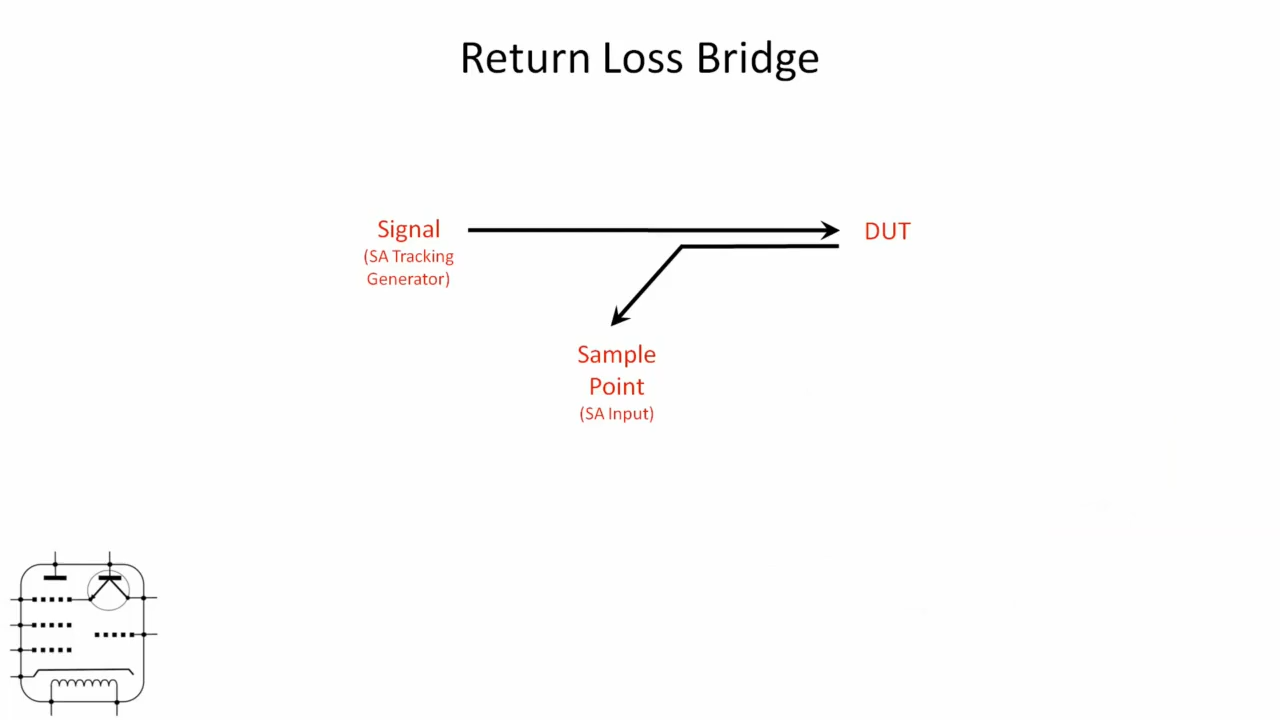 Return Loss Bridge
Signal
(SA Tracking
Generator)
DUT
Sample
Point
(SA Input)